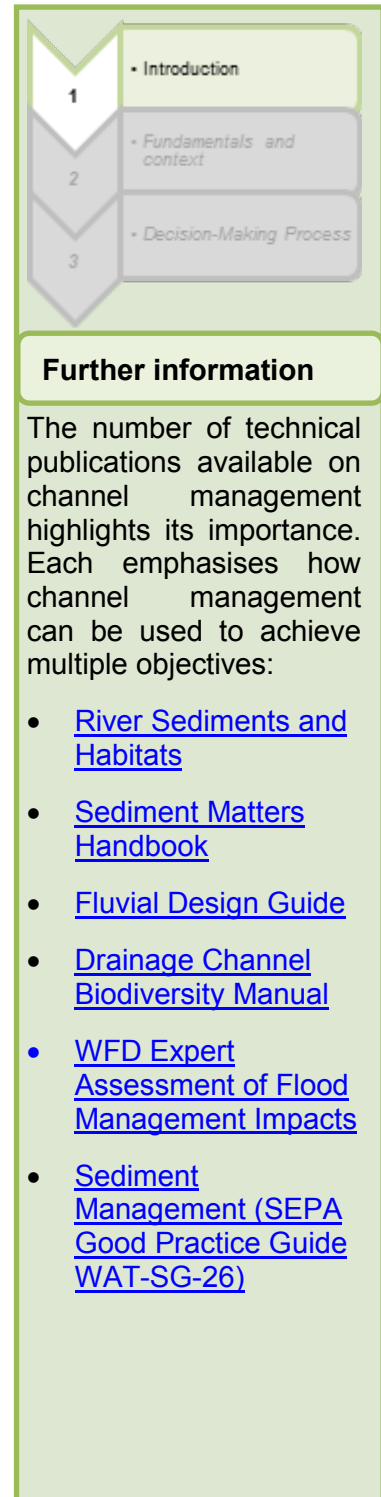 1
• Introduction
2
• Fundamentals and
context
3
• Decision-Making Process
Further information
The number of technical
publications available on
channel management
highlights its importance.
Each emphasises how
channel management
can be used to achieve
multiple objectives:
• River Sediments and
Habitats
• Sediment Matters
Handbook
• Fluvial Design Guide
• Drainage Channel
Biodiversity Manual
• WFD Expert
Assessment of Flood
Management Impacts
• Sediment
Management (SEPA
Good Practice Guide
WAT-SG-26)